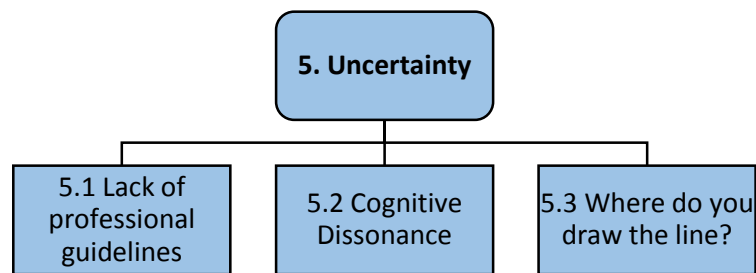 5. Uncertainty
5.1 Lack of
professional
guidelines
5.2 Cognitive
Dissonance
5.3 Where do you
draw the line?